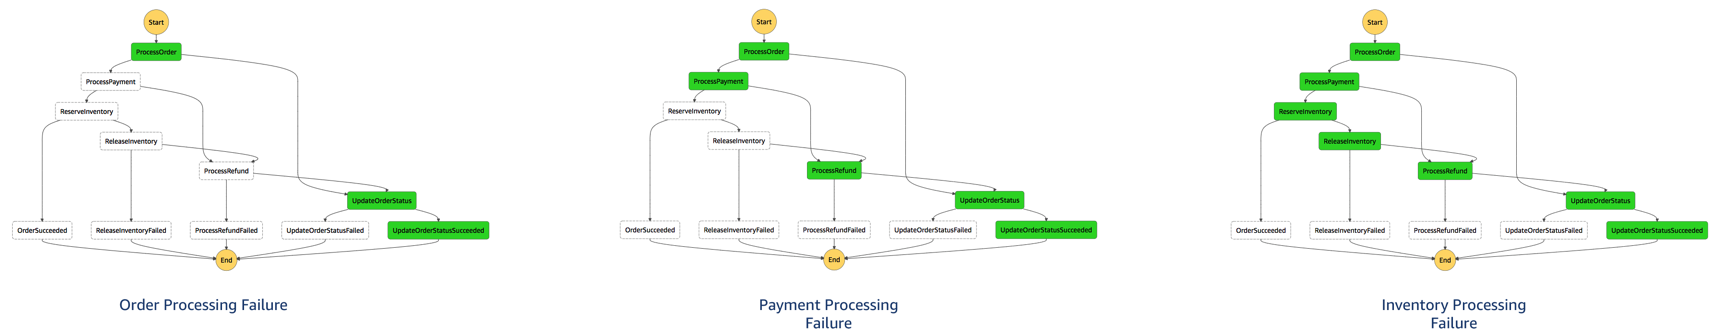 Start
ProcessOrder
ProcessPayment
ReserveInventory
ReleaseInventory
ProcessRefund
UpdateOrderStatus
OrderSucceeded
ReleaseInventoryFailed
ProcessRefundFailed
UpdateOrderStatusFailed
UpdateOrderStatusSucceeded
End
Order Processing Failure
Start
ProcessOrder
ProcessPayment
ReserveInventory
ReleaseInventory
ProcessRefund
UpdateOrderStatus
OrderSucceeded
ReleaseInventoryFailed
ProcessRefundFailed
UpdateOrderStatusFailed
UpdateOrderStatusSucceeded
End
Payment Processing
Failure
Start
ProcessOrder
ProcessPayment
ReserveInventory
ReleaseInventory
ProcessRefund
UpdateOrderStatus
OrderSucceeded
ReleaseInventoryFailed
ProcessRefundFailed
UpdateOrderStatusFailed
UpdateOrderStatusSucceeded
End
Inventory Processing
Failure